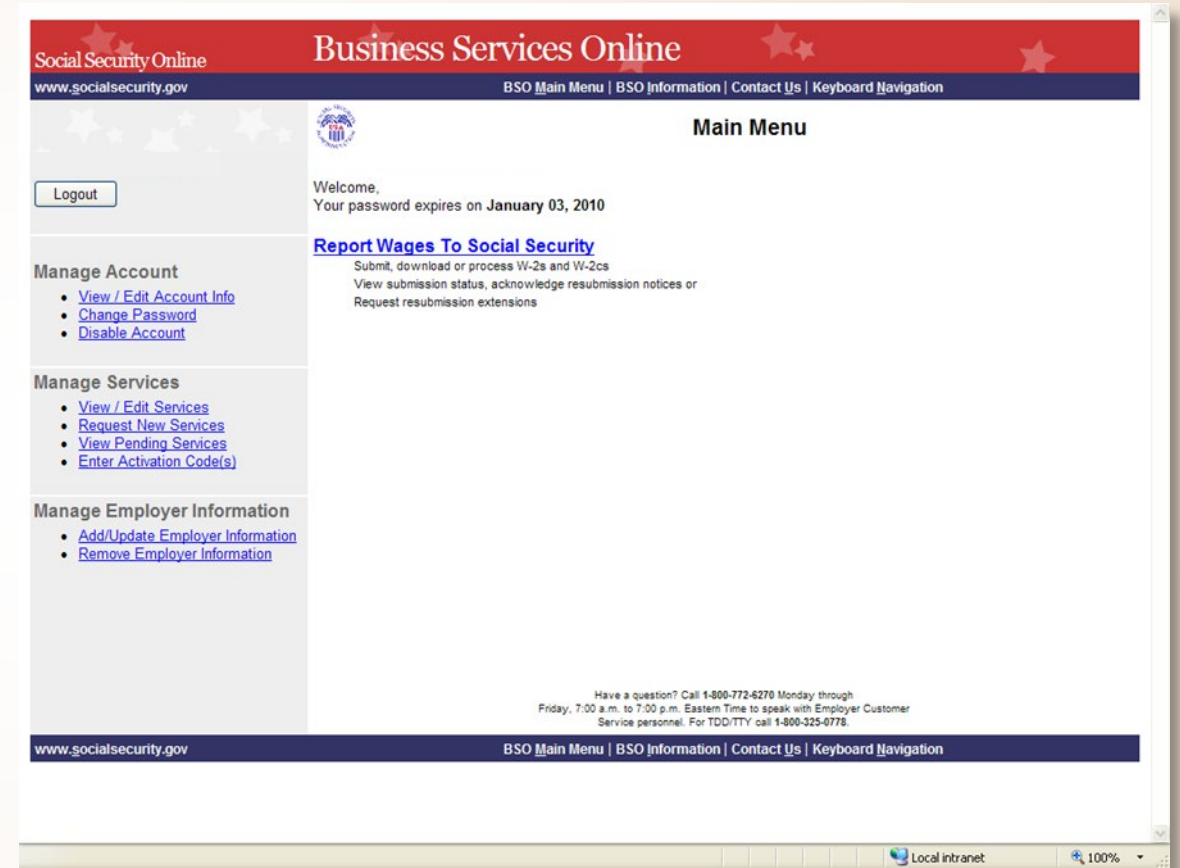 Social Security Online
Business Services Online
www.socialsecurity.gov
BSO Main Menu | BSO Information | Contact Us | Keyboard Navigation
Main Menu
Logout
Welcome,
Your password expires on January 03, 2010
Report Wages To Social Security
Submit, download or process W-2s and W-2cs
View submission status, acknowledge resubmission notices or
Request resubmission extensions
Manage Account
• View / Edit Account Info
• Change Password
• Disable Account
Manage Services
• View / Edit Services
• Request New Services
• View Pending Services
• Enter Activation Code(s)
Manage Employer Information
• Add/Update Employer Information
• Remove Employer Information
Have a question? Call 1-800-772-6270 Monday through
Friday, 7:00 a.m. to 7:00 p.m. Eastern Time to speak with Employer Customer
Service personnel. For TDD/TTY call 1-800-325-0778.
www.socialsecurity.gov
BSO Main Menu | BSO Information | Contact Us | Keyboard Navigation
Local intranet
100%